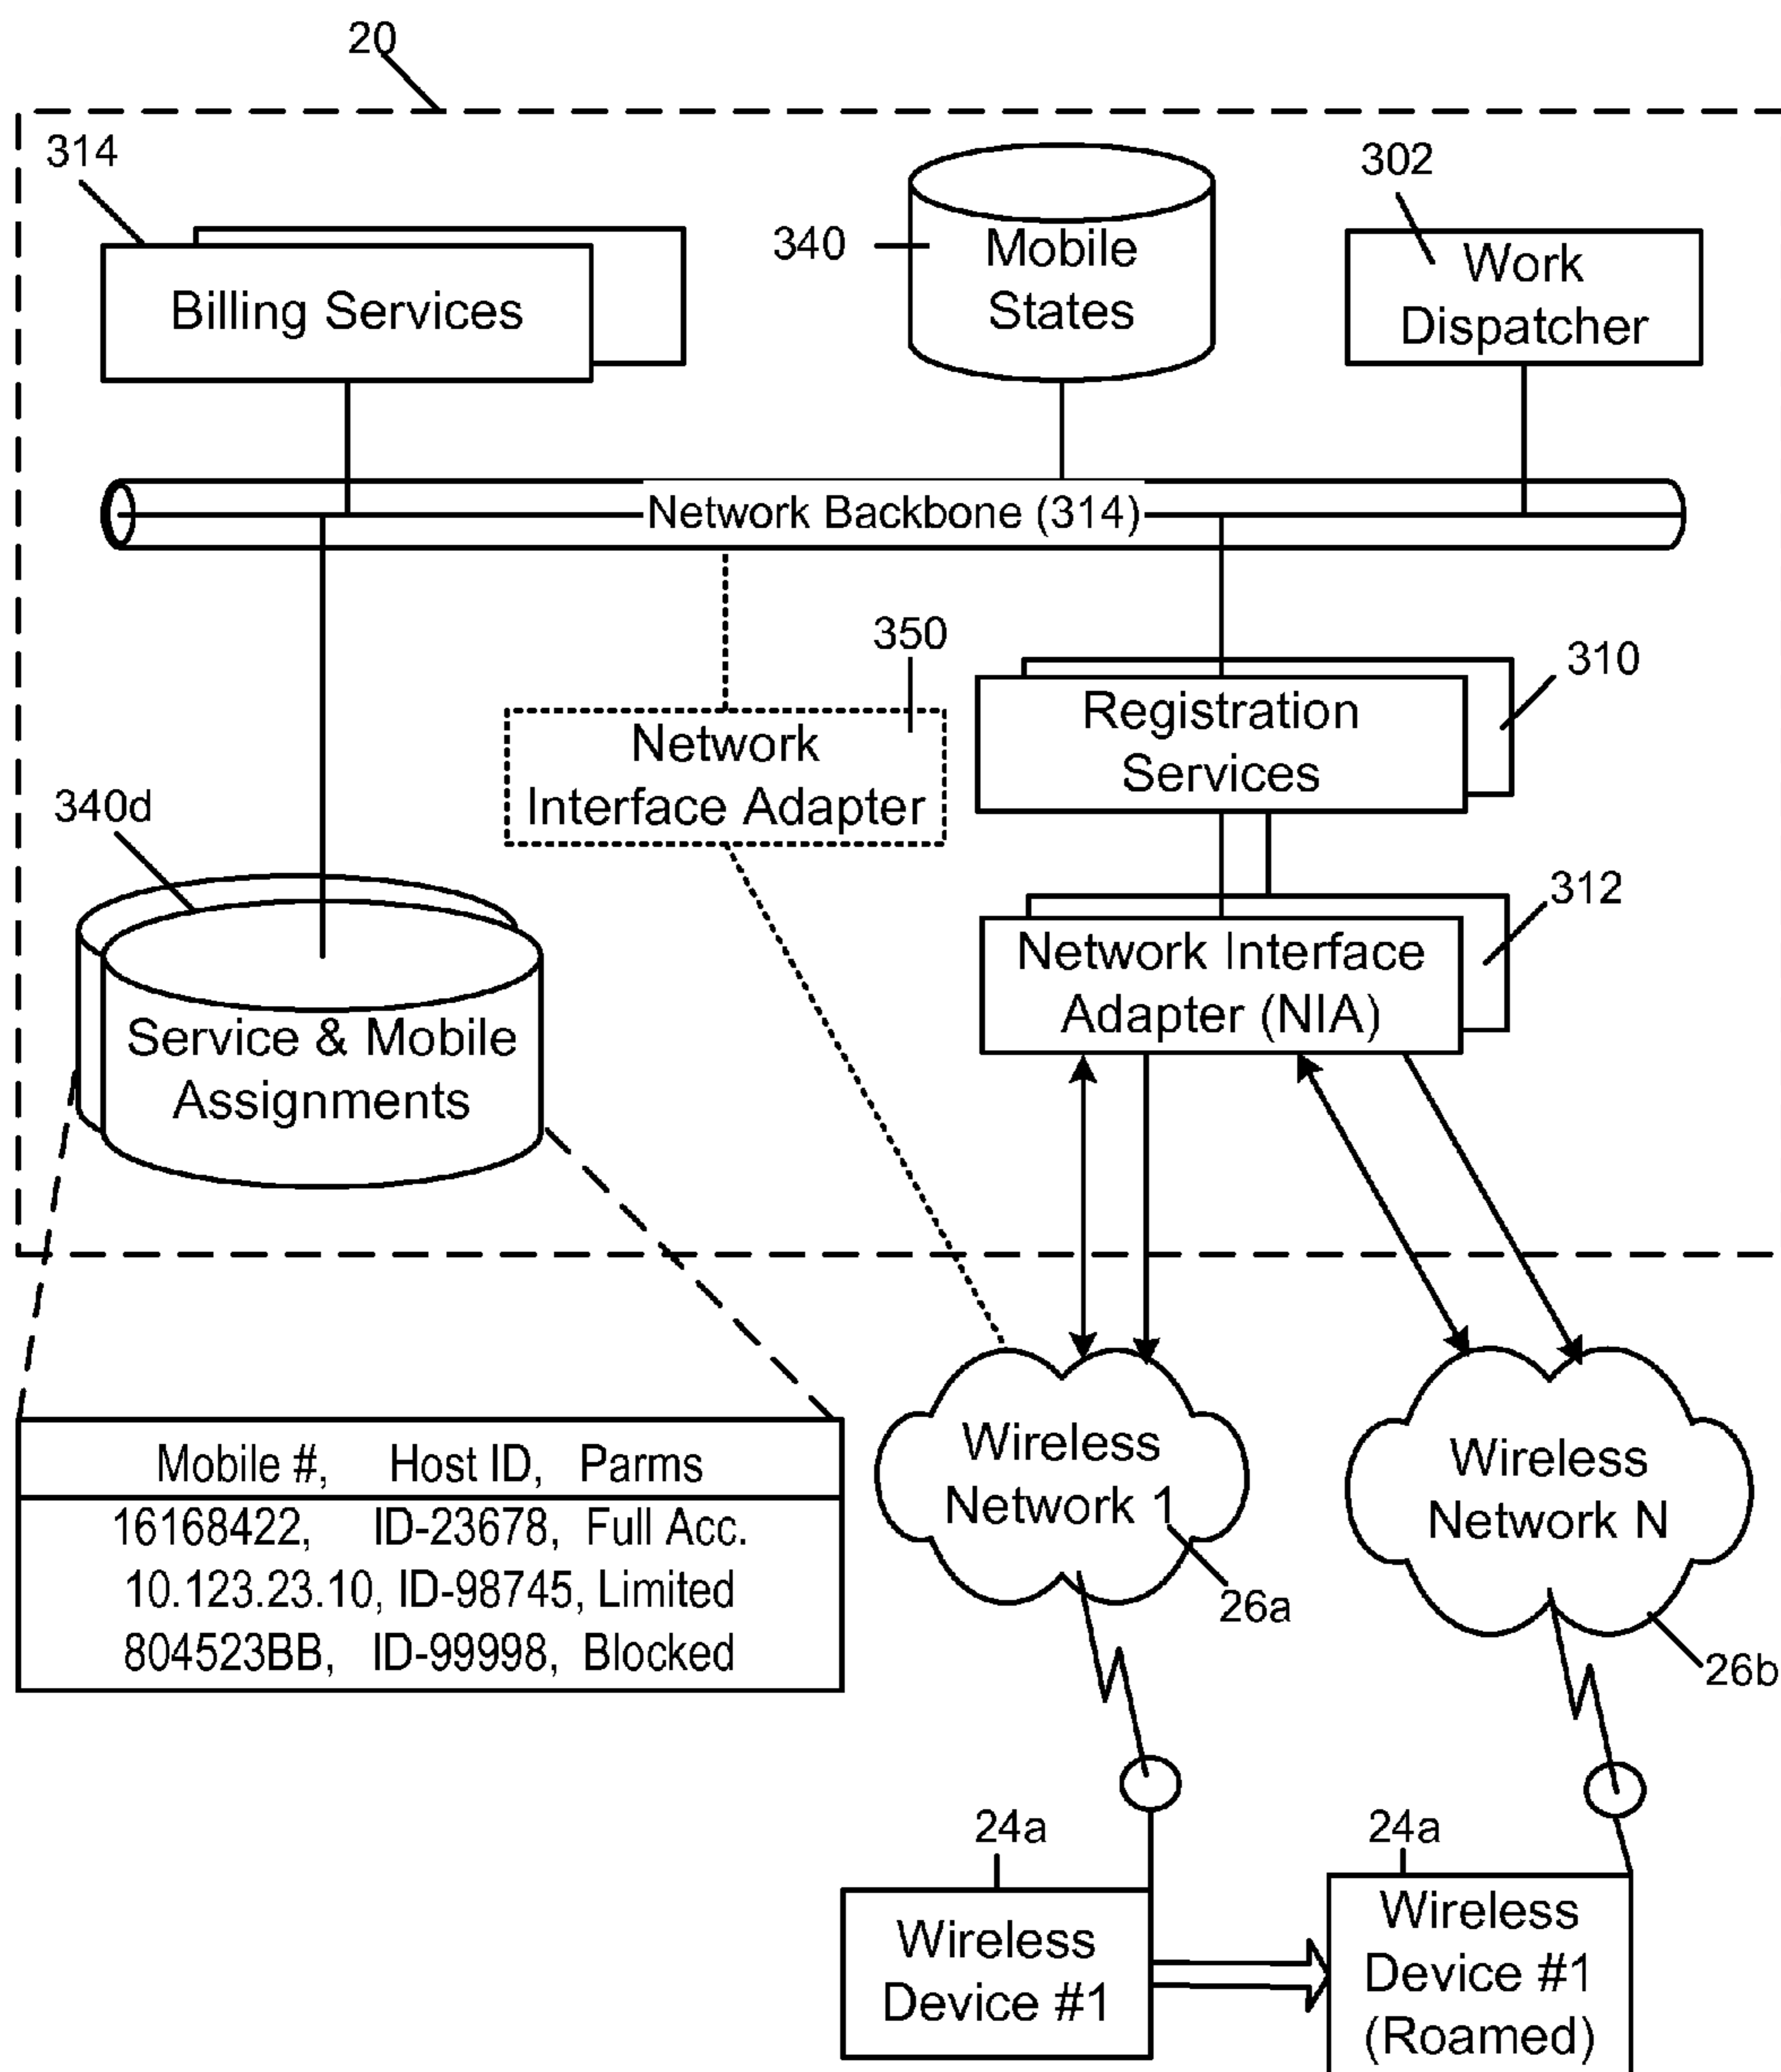 20
314
Billing Services
340
Mobile
States
302
Work
Dispatcher
Network Backbone (314)
350
Network
Interface Adapter
310
Registration
Services
340d
Service & Mobile
Assignments
312
Network Interface
Adapter (NIA)
Mobile #, Host ID, Parms
16168422, ID-23678, Full Acc.
10.123.23.10, ID-98745, Limited
804523BB, ID-99998, Blocked
Wireless
Network 1
26a
Wireless
Network N
26b
24a
Wireless
Device #1
24a
Wireless
Device #1
(Roamed)